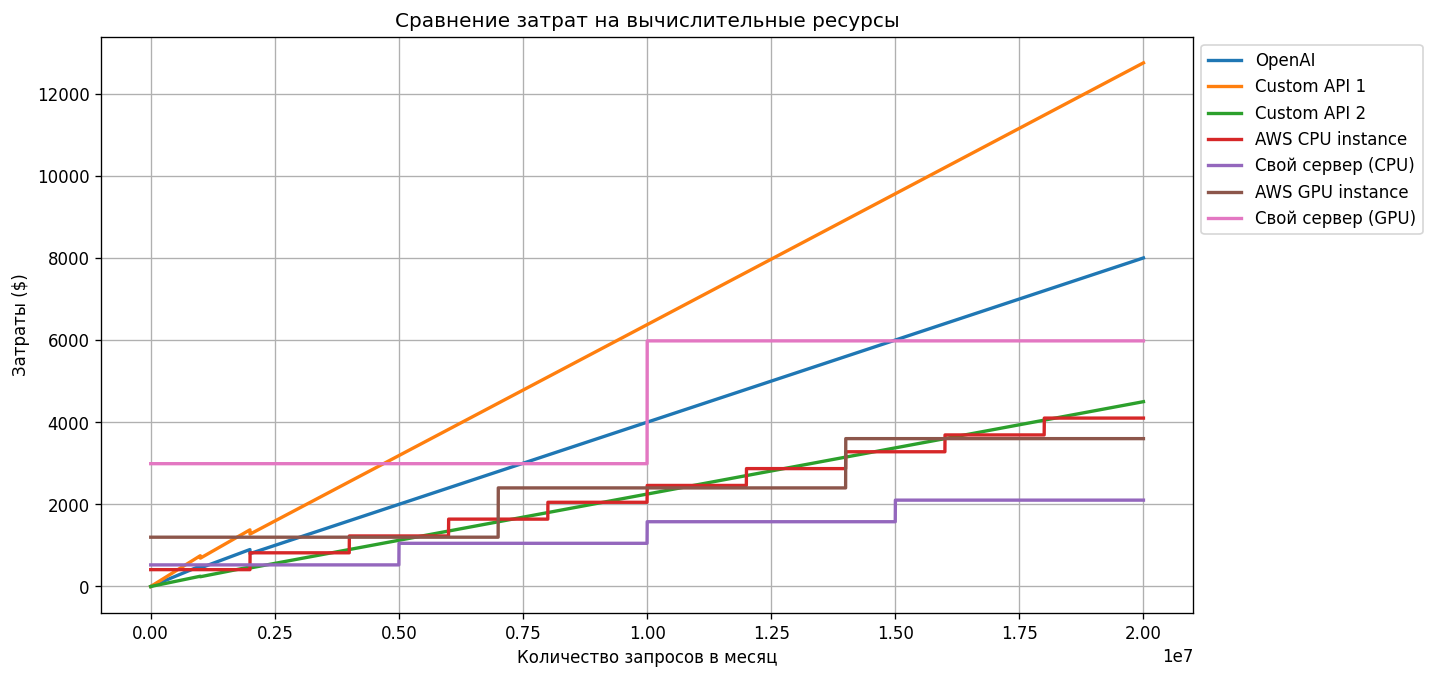 Сравнение затрат на вычислительные ресурсы
12000
10000
8000
6000
4000
2000
0
Затраты ($)
0.00 0.25 0.50 0.75 1.00 1.25 1.50 1.75 2.00
1e7
Количество запросов в месяц
OpenAI
Custom API 1
Custom API 2
AWS CPU instance
Свой сервер (CPU)
AWS GPU instance
Свой сервер (GPU)